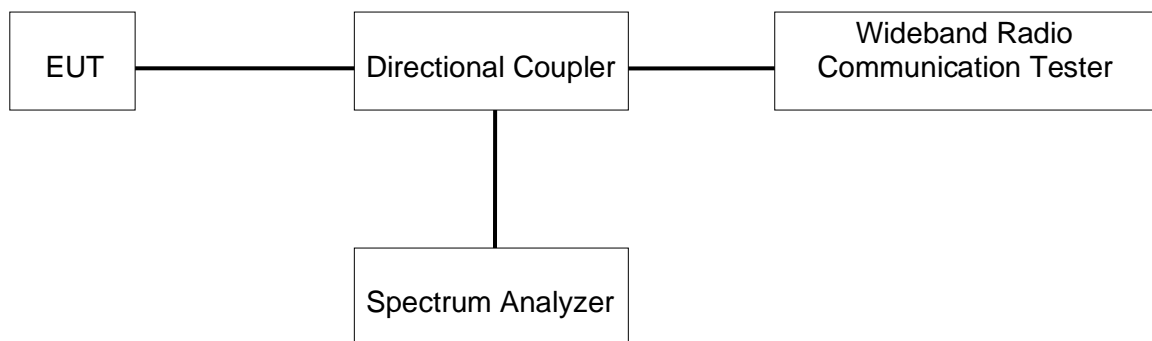 EUT
Directional Coupler
Wideband Radio
Communication Tester
Spectrum Analyzer